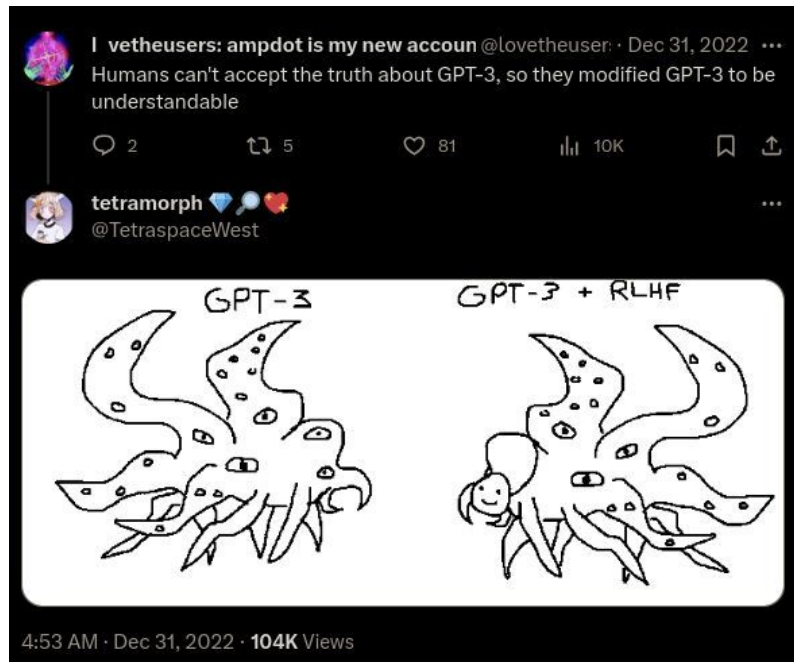 l vetheusers: ampdot is my new accoun @lovetheuser: · Dec 31, 2022
Humans can't accept the truth about GPT-3, so they modified GPT-3 to be
understandable
2 5 81 10K
tetramorph 💎🔎💖
@TetraspaceWest
GPT-3 GPT-3 + RLHF
4:53 AM · Dec 31, 2022 · 104K Views